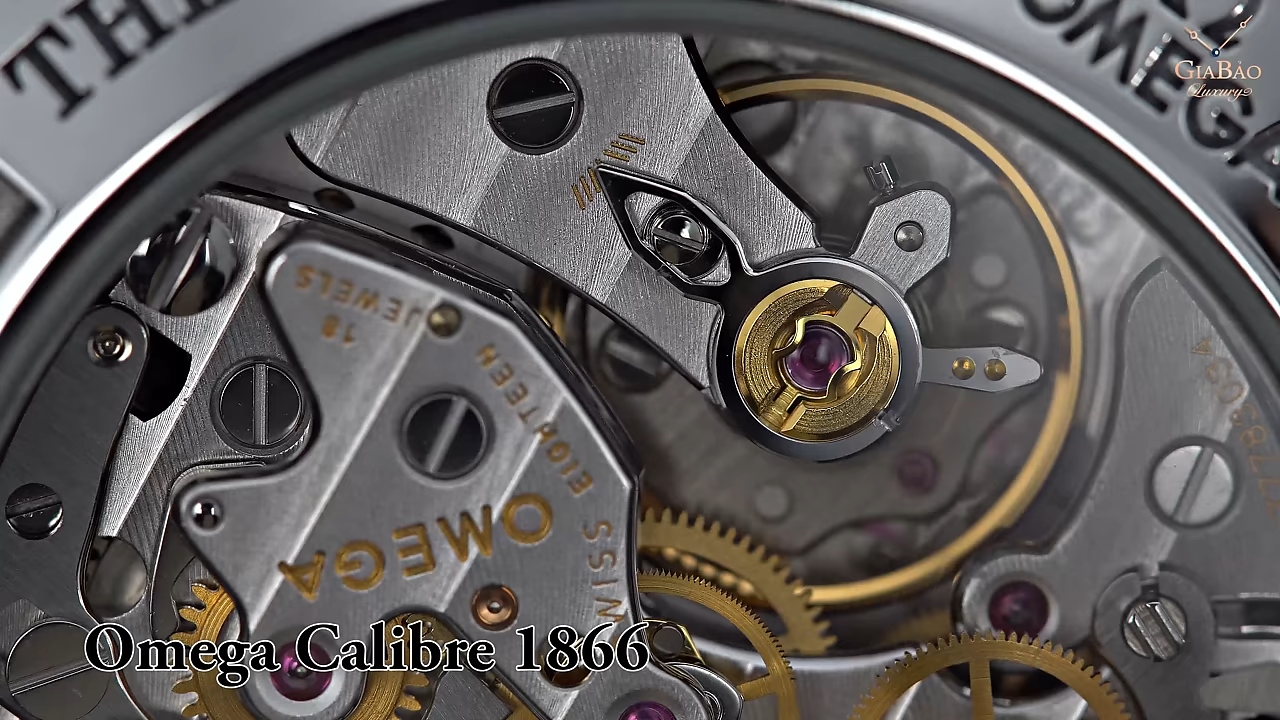 THE
OMEGA
GIABẢO
Luxury
18 JEWELS
EIGHTEEN
OMEGA
SWISS
Omega Calibre 1866